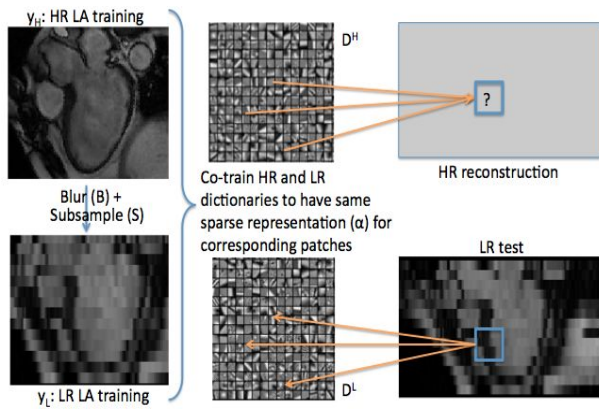 y_H: HR LA training
Blur (B) +
Subsample (S)
y_L: LR LA training
D^H
Co-train HR and LR
dictionaries to have same
sparse representation (α) for
corresponding patches
D^L
?
HR reconstruction
LR test